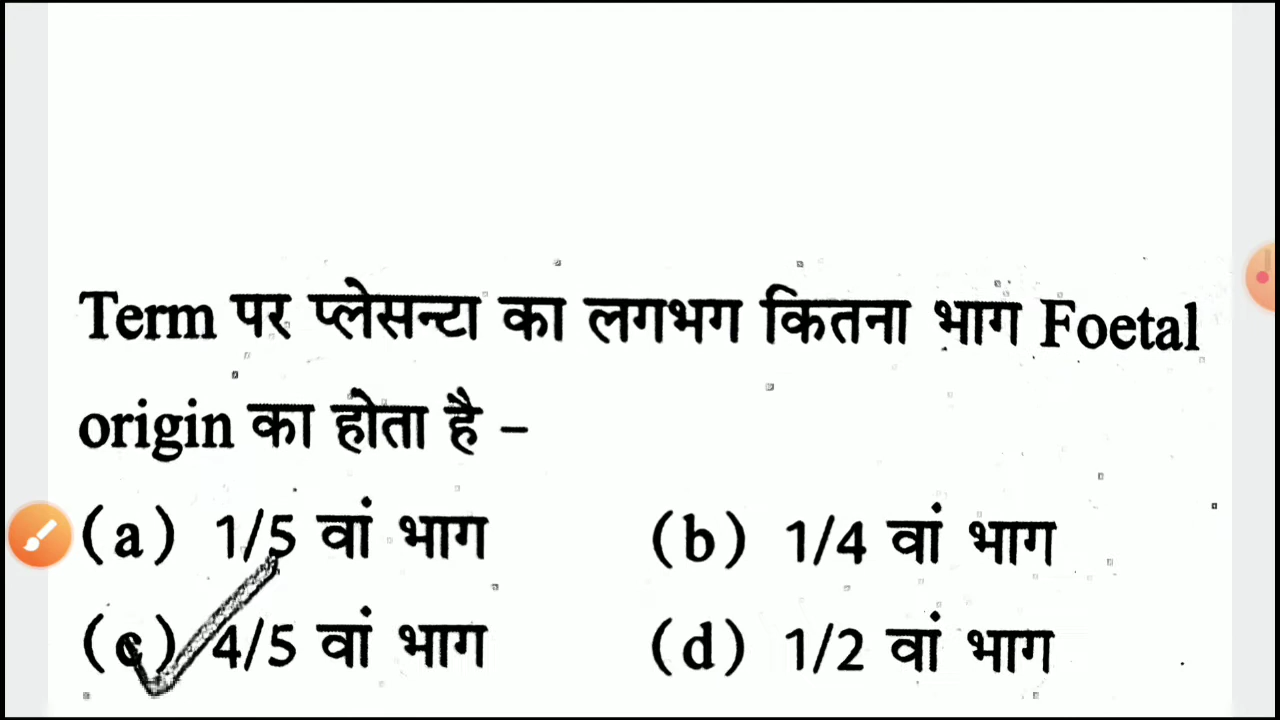 Term पर प्लेसन्टा का लगभग कितना भाग Foetal
origin का होता है –
(a) 1/5 वां भाग (b) 1/4 वां भाग
(c) 4/5 वां भाग (d) 1/2 वां भाग